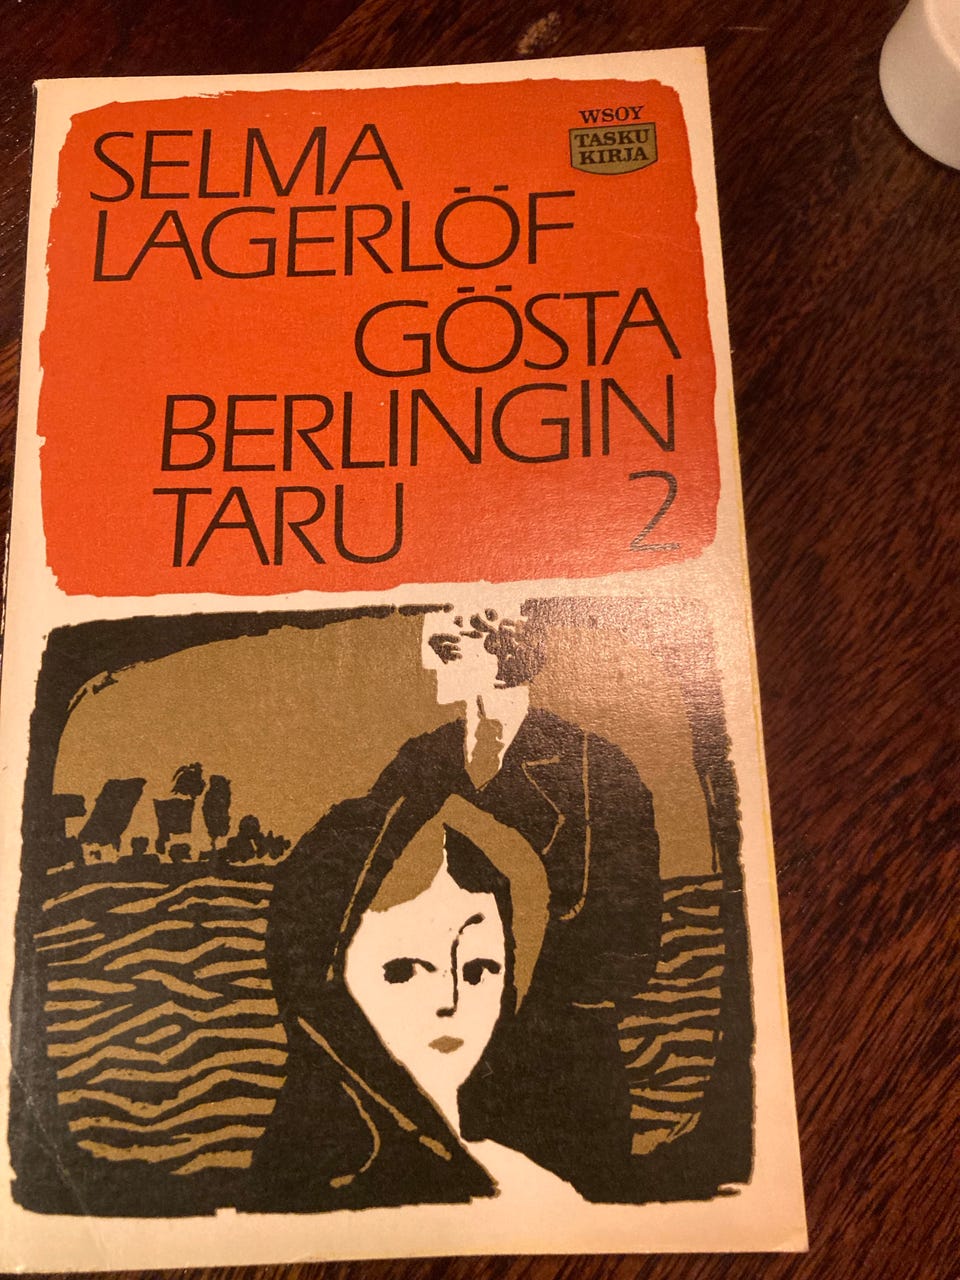 WSOY
TASKU
KIRJA
SELMA
LAGERLÖF
GÖSTA
BERLINGIN
TARU 2